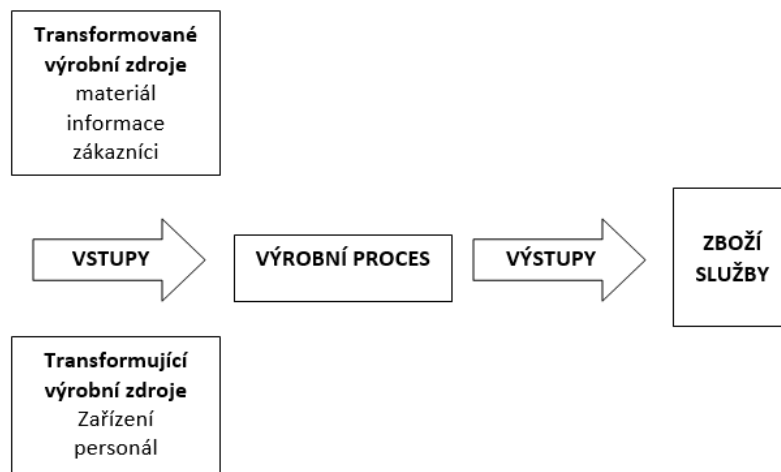 Transformované
výrobní zdroje
materiál
informace
zákazníci
VSTUPY
VÝROBNÍ PROCES
VÝSTUPY
ZBOŽÍ
SLUŽBY
Transformující
výrobní zdroje
Zařízení
personál